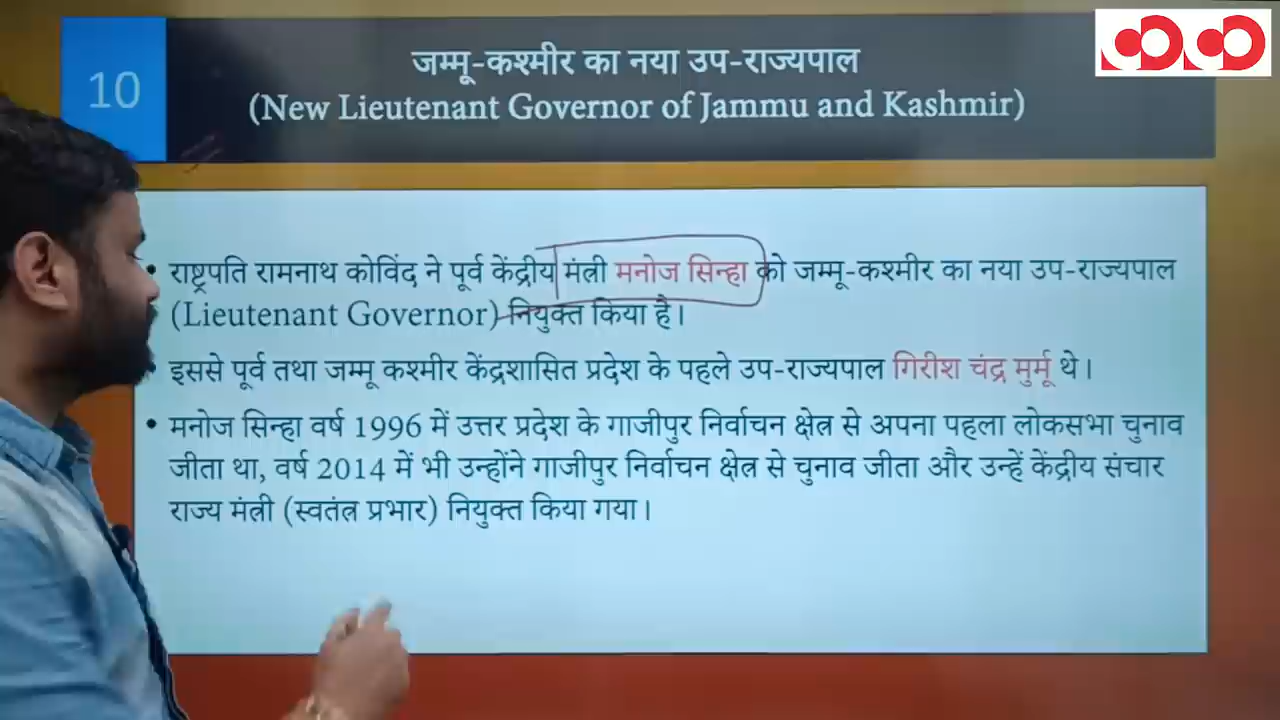 10
जम्मू-कश्मीर का नया उप-राज्यपाल
(New Lieutenant Governor of Jammu and Kashmir)
• राष्ट्रपति रामनाथ कोविंद ने पूर्व केंद्रीय मंत्री मनोज सिन्हा को जम्मू-कश्मीर का नया उप-राज्यपाल
(Lieutenant Governor) नियुक्त किया है।
• इससे पूर्व तथा जम्मू कश्मीर केंद्रशासित प्रदेश के पहले उप-राज्यपाल गिरीश चंद्र मुर्मू थे।
• मनोज सिन्हा वर्ष 1996 में उत्तर प्रदेश के गाजीपुर निर्वाचन क्षेत्र से अपना पहला लोकसभा चुनाव
जीता था, वर्ष 2014 में भी उन्होंने गाजीपुर निर्वाचन क्षेत्र से चुनाव जीता और उन्हें केंद्रीय संचार
राज्य मंत्री (स्वतंत्र प्रभार) नियुक्त किया गया।